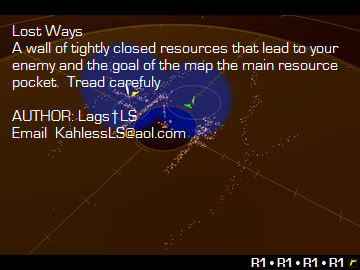 Lost Ways
A wall of tightly closed resources that lead to your
enemy and the goal of the map the main resource
pocket.  Tread carefuly
AUTHOR: Lags†LS
Email  KahlessLS@aol.com
R1 • R1 • R1 • R1 r